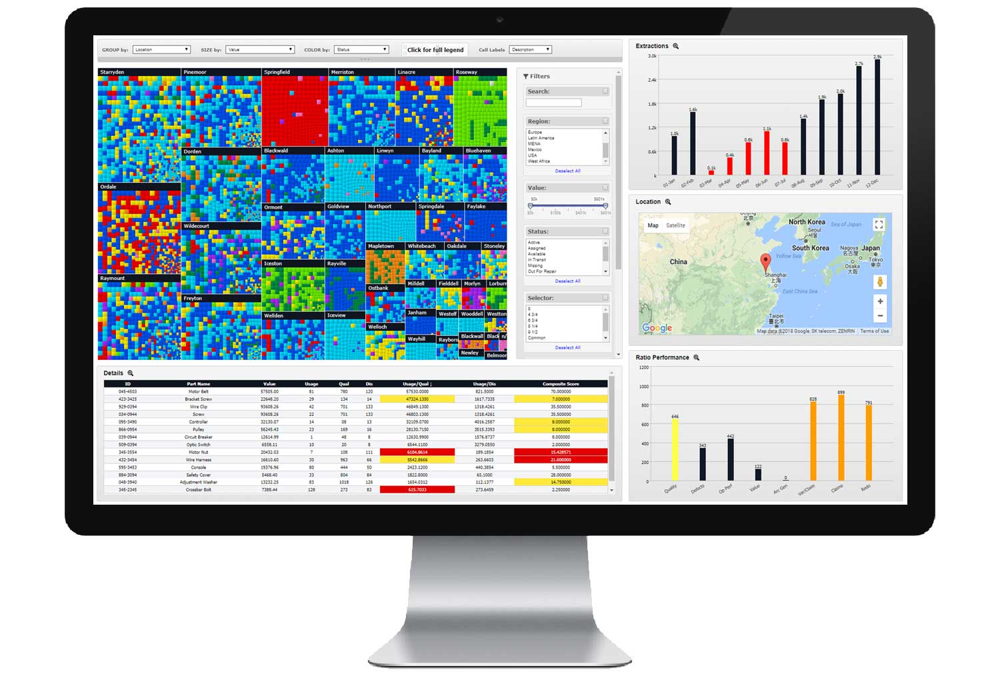 GROUP by: Location SIZE by: Value COLOR by: Status Click for full legend Cell Labels Description
Starryden Pinemoor Springfield Merriston Linacre Roseway
Dorden Blackwald Ashton Linwyn Bayland Bluehaven
Ordale
Ormont Goldview Northport Springdale Faylake
Wildecourt
Mapletown Whitebeach Oakdale Stoneley
Iceston Rayville
Raymount
Milldell Fielddell Morlyn Lorburn
Ostbank
Freyton
Janham Westelf Wooddell Westton
Wellden Iceview
Welloch
Wayhill Rayboro Blackwall Black n/
Newley Belmoor
Filters
Search:
Region:
Europe
Latin America
MENA
Mexico
USA
West Africa
Deselect All
Value:
$0k $901k
$0k $100k $401k $901k
Status:
Active
Assigned
Available
In Transit
Missing
Out For Repair
Deselect All
Selector:
8
4 3/4
6 3/4
8 1/4
9 1/2
Common
Deselect All
Details
ID Part Name Value Usage Qual Dis Usage/Qual ↓ Usage/Dis Composite Score
045-4503 Motor Belt 57505.00 81 780 120 57530.0000 821.5000 70.000000
423-3425 Bracket Screw 22648.20 29 134 14 47324.1350 1617.7335 7.000000
929-0394 Wire Clip 93608.26 42 701 133 46849.1300 1318.4261 35.500000
034-0944 Screw 93608.26 22 701 133 46803.1300 1318.4261 35.500000
095-3490 Controller 32130.07 14 08 13 32109.0700 4016.2587 8.000000
866-0954 Pulley 56245.43 23 169 16 28130.7150 3515.3393 8.000000
039-0944 Circuit Breaker 12614.99 1 48 8 12630.9900 1576.8737 8.000000
509-0394 Optic Switch 6558.11 10 20 8 6544.1100 3279.0550 2.000000
345-3554 Motor Nut 20432.03 7 108 111 6104.8614 189.1854 15.428571
432-3454 Wire Harness 16610.60 30 963 66 5542.8666 263.6603 21.000000
595-3453 Console 19376.96 80 444 50 2423.1200 440.3854 5.500000
884-3094 Safety Cover 5468.40 33 804 84 1822.8000 65.1000 28.000000
048-3940 Adjustment Washer 13232.25 83 1018 126 1654.0312 112.1377 14.750000
345-2345 Crossbar Bolt 7388.44 128 273 83 615.7033 273.6459 2.250000
Extractions
3.0k
2.4k
1.8k
1.2k
0.6k
k
1.0k 1.6k 0.1k 0.4k 0.8k 1.1k 0.8k 1.4k 1.9k 2.0k 2.7k 2.9k
01-Jan 02-Feb 03-Mar 04-Apr 05-May 06-Jun 07-Jul 08-Aug 09-Sep 10-Oct 11-Nov 12-Dec
Location
Map Satellite
Beijing
北京
North Korea
Sea of Japan
Seoul
서울
South Korea
Nagoya
名古屋
Japan
Tokyo
東京
Osaka
大阪
China
Yellow Sea
Shanghai
上海
East China Sea
Taipei
臺北市
Google
Map data ©2018 Google, SK telecom, ZENRIN Terms of Use
Ratio Performance
1200
1000
800
600
400
200
0
646 343 442 122 0 828 899 791
Quality Defects Op Perf Value Arc Gen Var/Claim Claims Redo